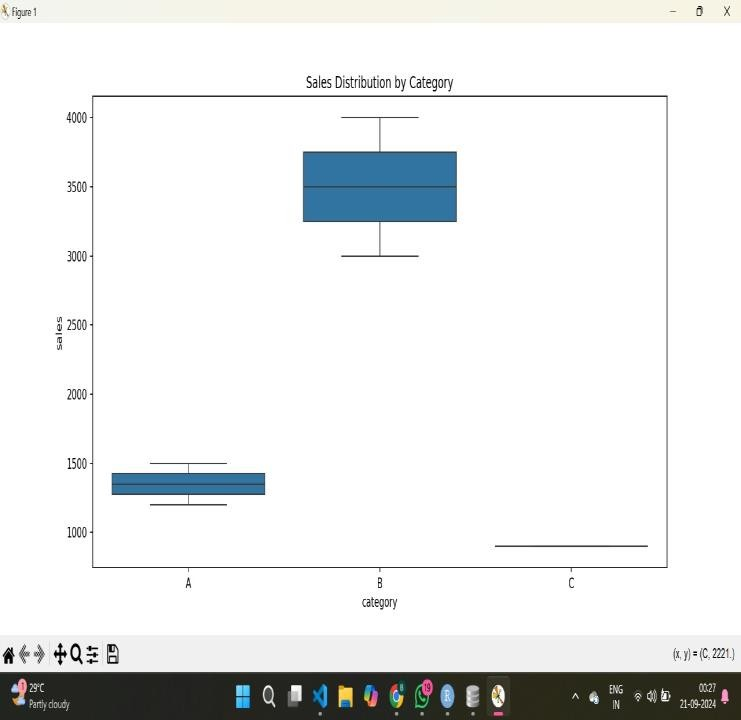 Figure 1
Sales Distribution by Category
4000
3500
3000
2500
2000
1500
1000
sales
A B C
category
(x, y) = (C, 2221.)
1
29°C
Partly cloudy
19
R
ENG
IN
00:27
21-09-2024